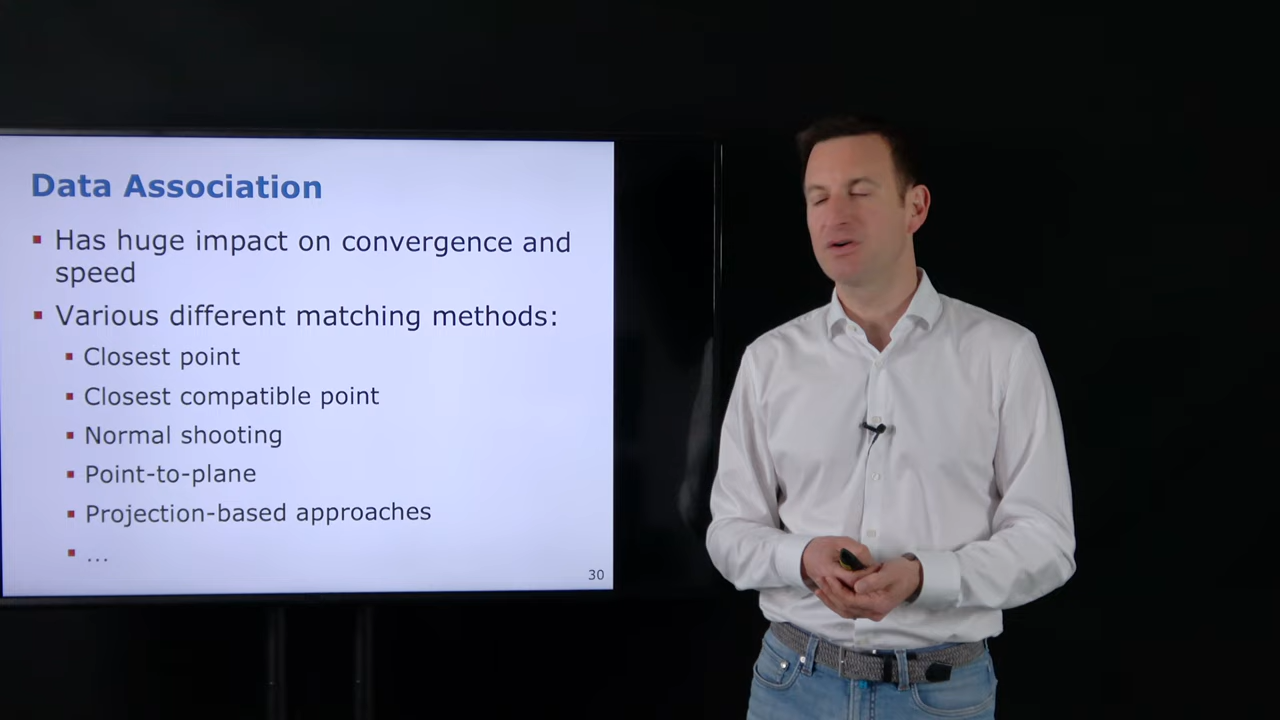 Data Association
▪ Has huge impact on convergence and
speed
▪ Various different matching methods:
▪ Closest point
▪ Closest compatible point
▪ Normal shooting
▪ Point-to-plane
▪ Projection-based approaches
▪ ...
30